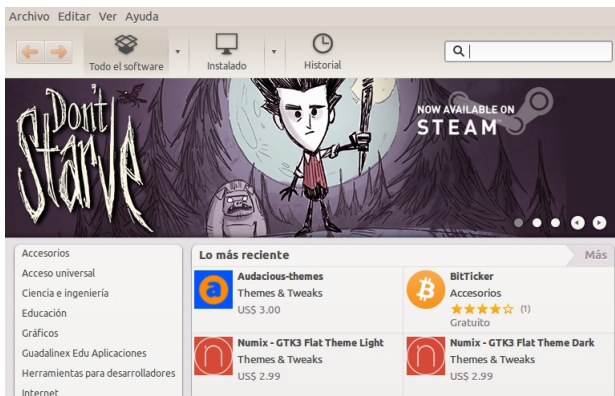 Archivo Editar Ver Ayuda
Todo el software
Instalado
Historial
Don't
Starve
NOW AVAILABLE ON
STEAM
Accesorios
Acceso universal
Ciencia e ingeniería
Educación
Gráficos
Guadalinex Edu Aplicaciones
Herramientas para desarrolladores
Internet
Lo más reciente
Más
Audacious-themes
Themes & Tweaks
US$ 3.00
BitTicker
Accesorios
(1)
Gratuito
Numix - GTK3 Flat Theme Light
Themes & Tweaks
US$ 2.99
Numix - GTK3 Flat Theme Dark
Themes & Tweaks
US$ 2.99